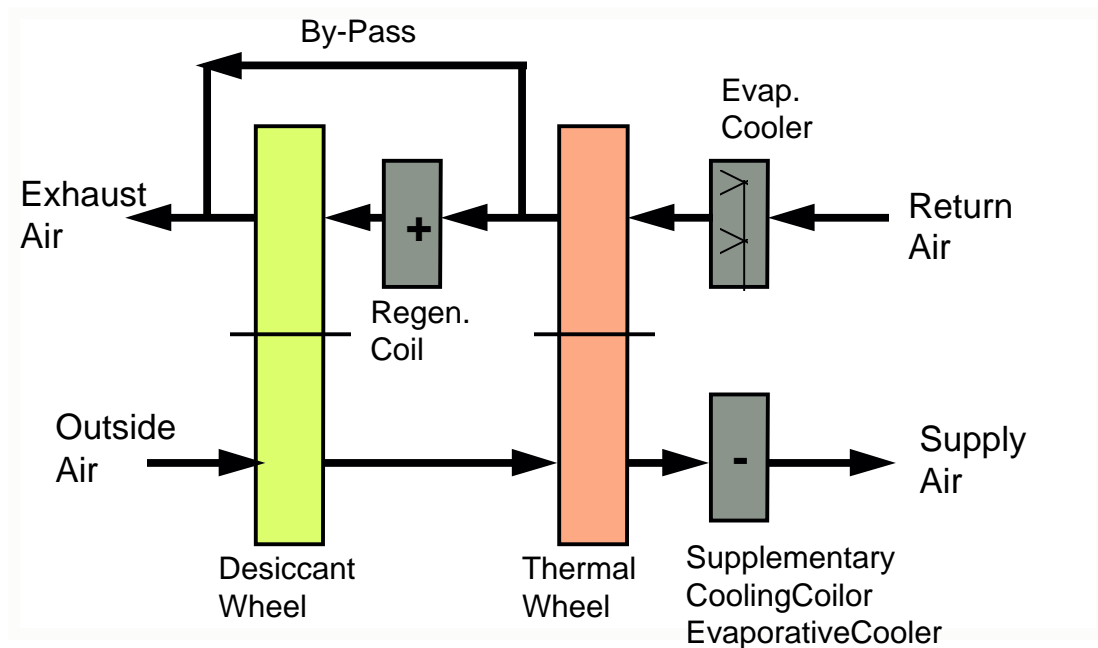 By-Pass
Evap.
Cooler
Exhaust
Air
Return
Air
+
Regen.
Coil
Outside
Air
Supply
Air
-
Desiccant
Wheel
Thermal
Wheel
Supplementary
CoolingCoilor
EvaporativeCooler